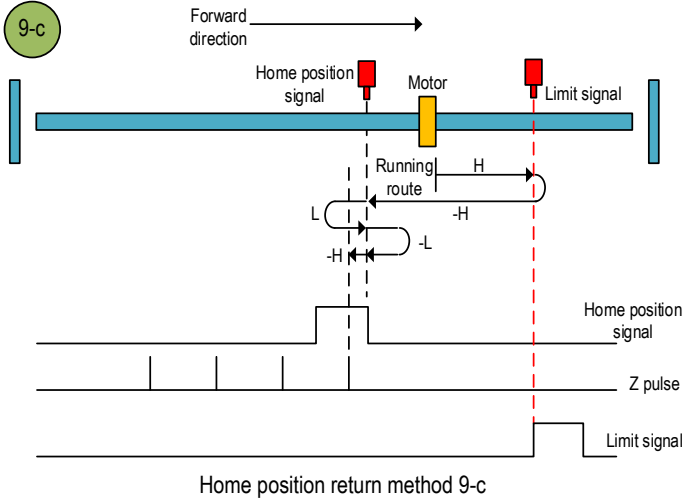 9-c
Forward
direction
Home position
signal
Motor
Limit signal
Running
route
H
-H
L
-L
-H
Home position
signal
Z pulse
Limit signal
Home position return method 9-c